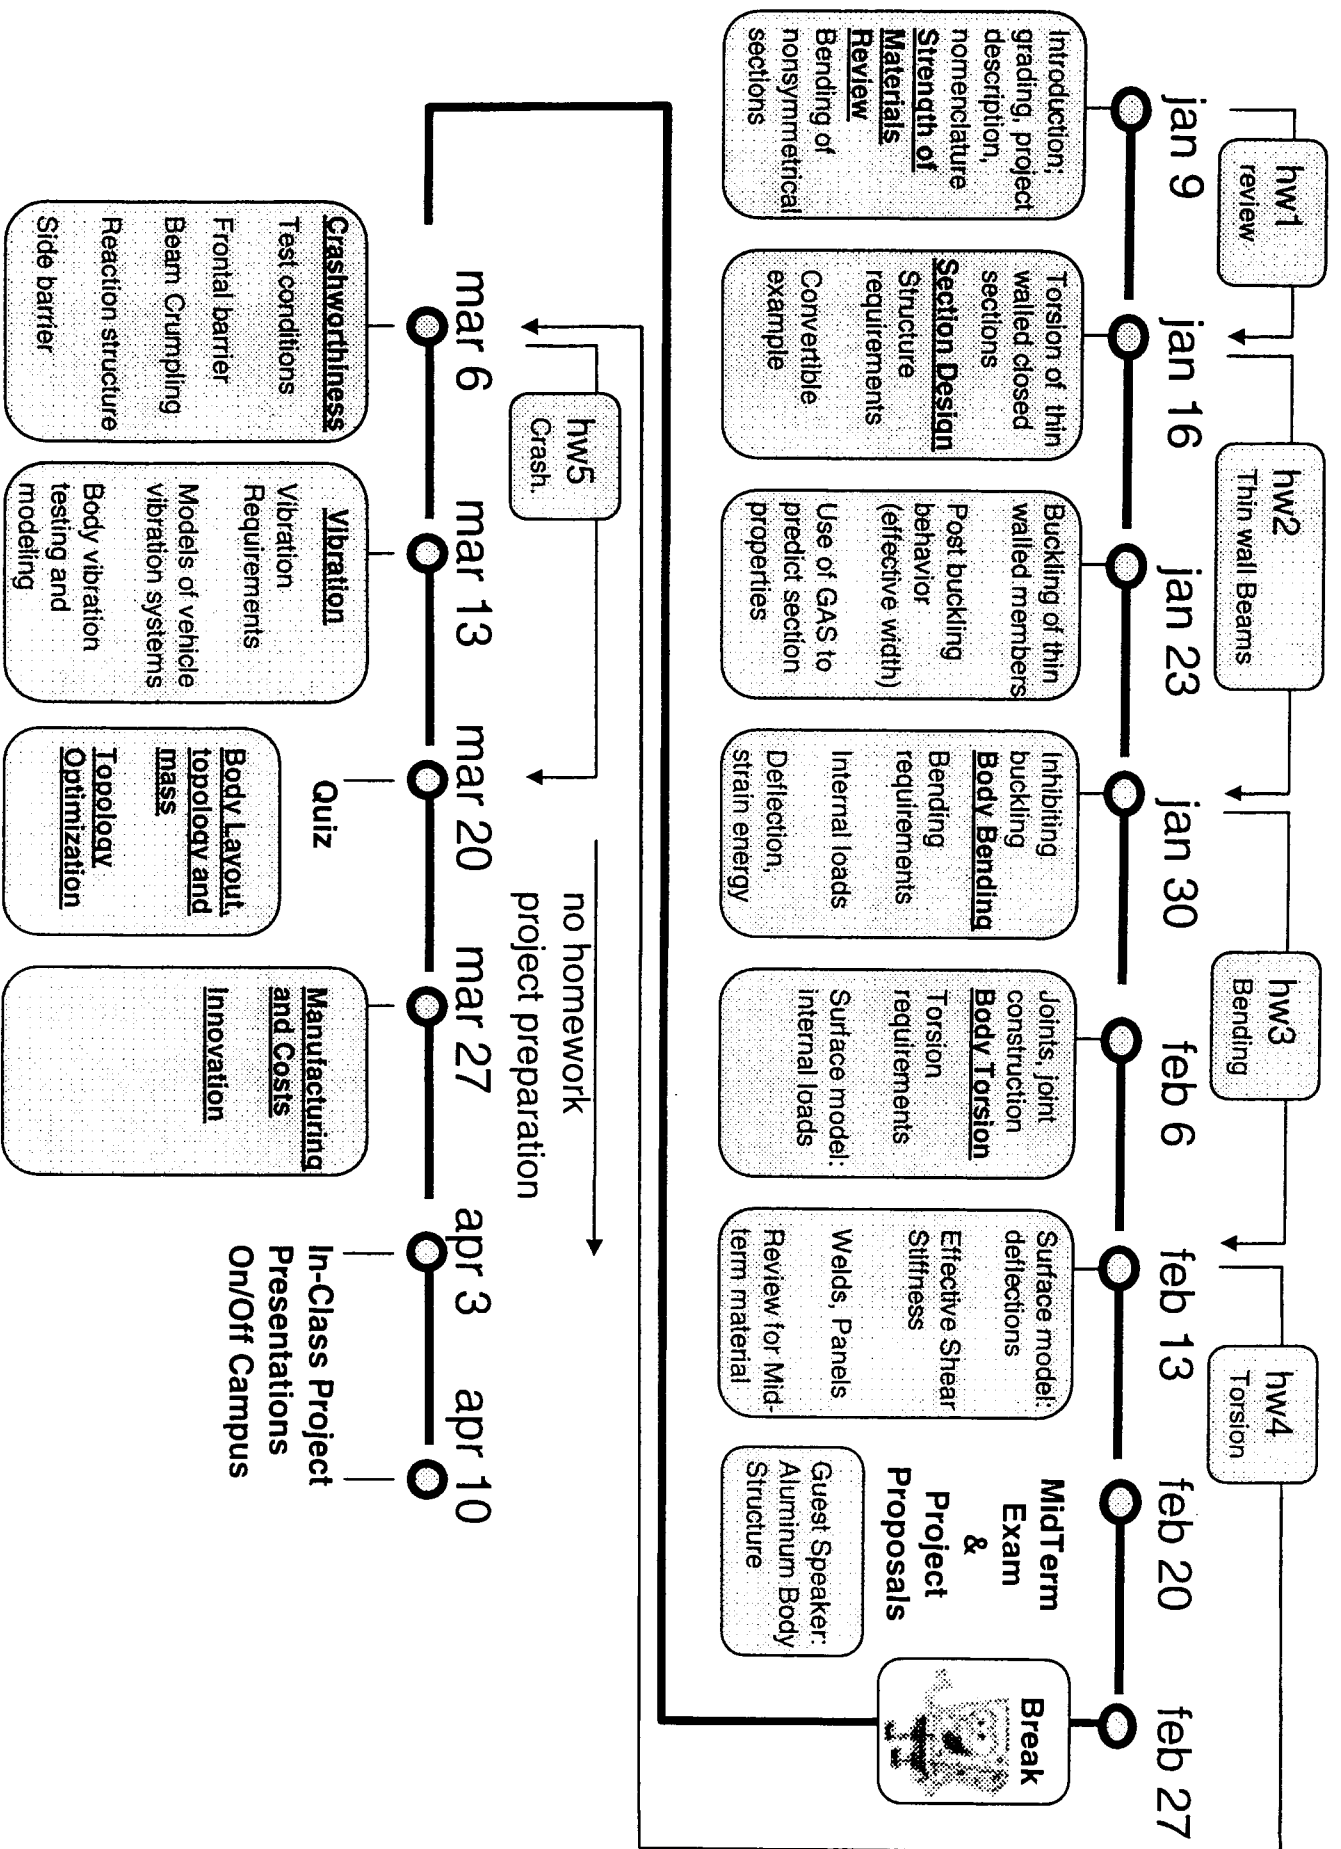 hw1
review
hw2
Thin wall Beams
hw3
Bending
hw4
Torsion
jan 9
jan 16
jan 23
jan 30
feb 6
feb 13
feb 20
feb 27
Introduction;
grading, project
description,
nomenclature
Strength of
Materials
Review
Bending of
nonsymmetrical
sections
Torsion of thin
walled closed
sections
Section Design
Structure
requirements
Convertible
example
Buckling of thin
walled members
Post buckling
behavior
(effective width)
Use of GAS to
predict section
properties
Inhibiting
buckling
Body Bending
Bending
requirements
Internal loads
Deflection,
strain energy
Joints, joint
construction
Body Torsion
Torsion
requirements
Surface model:
internal loads
Surface model:
deflections
Effective Shear
Stiffness
Welds, Panels
Review for Mid-
term material
MidTerm
Exam
&
Project
Proposals
Guest Speaker:
Aluminum Body
Structure
Break
hw5
Crash.
no homework
project preparation
mar 6
mar 13
mar 20
mar 27
apr 3
apr 10
Crashworthiness
Test conditions
Frontal barrier
Beam Crumpling
Reaction structure
Side barrier
Vibration
Vibration
Requirements
Models of vehicle
vibration systems
Body vibration
testing and
modeling
Quiz
Body Layout,
topology and
mass
Topology
Optimization
Manufacturing
and Costs
Innovation
In-Class Project
Presentations
On/Off Campus